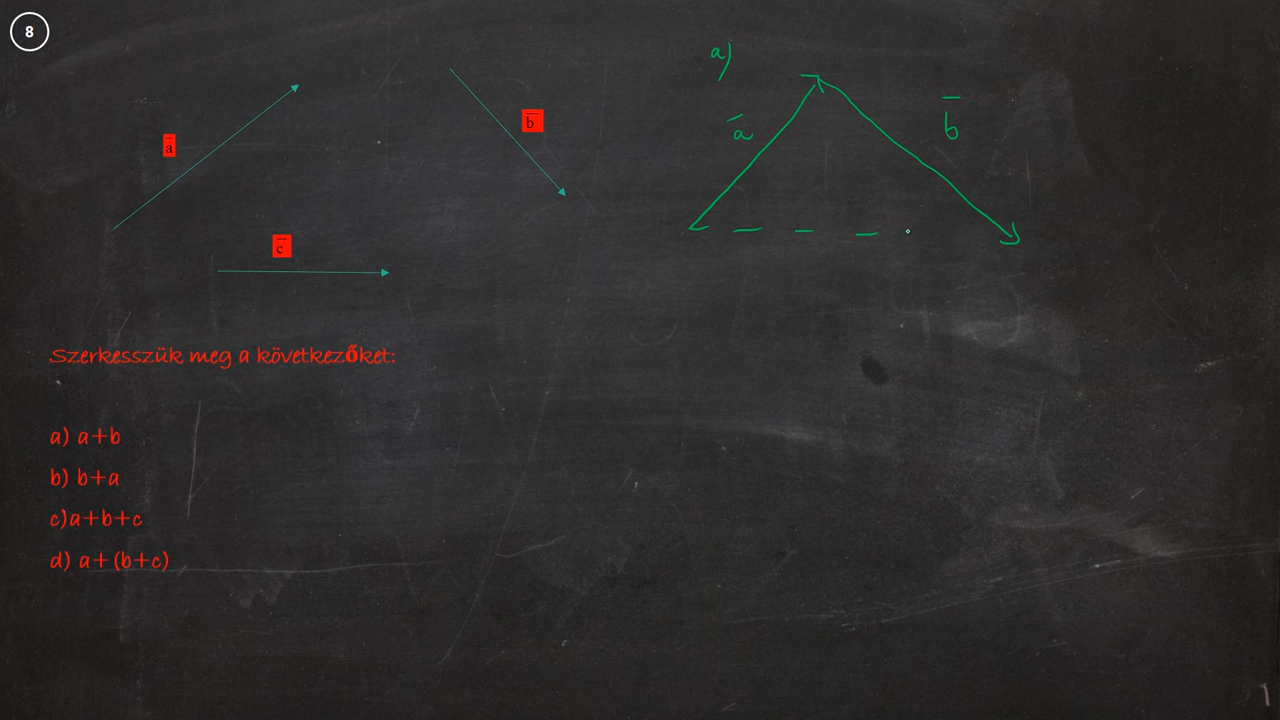 8
a̅
b̅
c̅
Szerkesszük meg a következőket:
a) a+b
b) b+a
c)a+b+c
d) a+(b+c)
a)
a̅
b̅